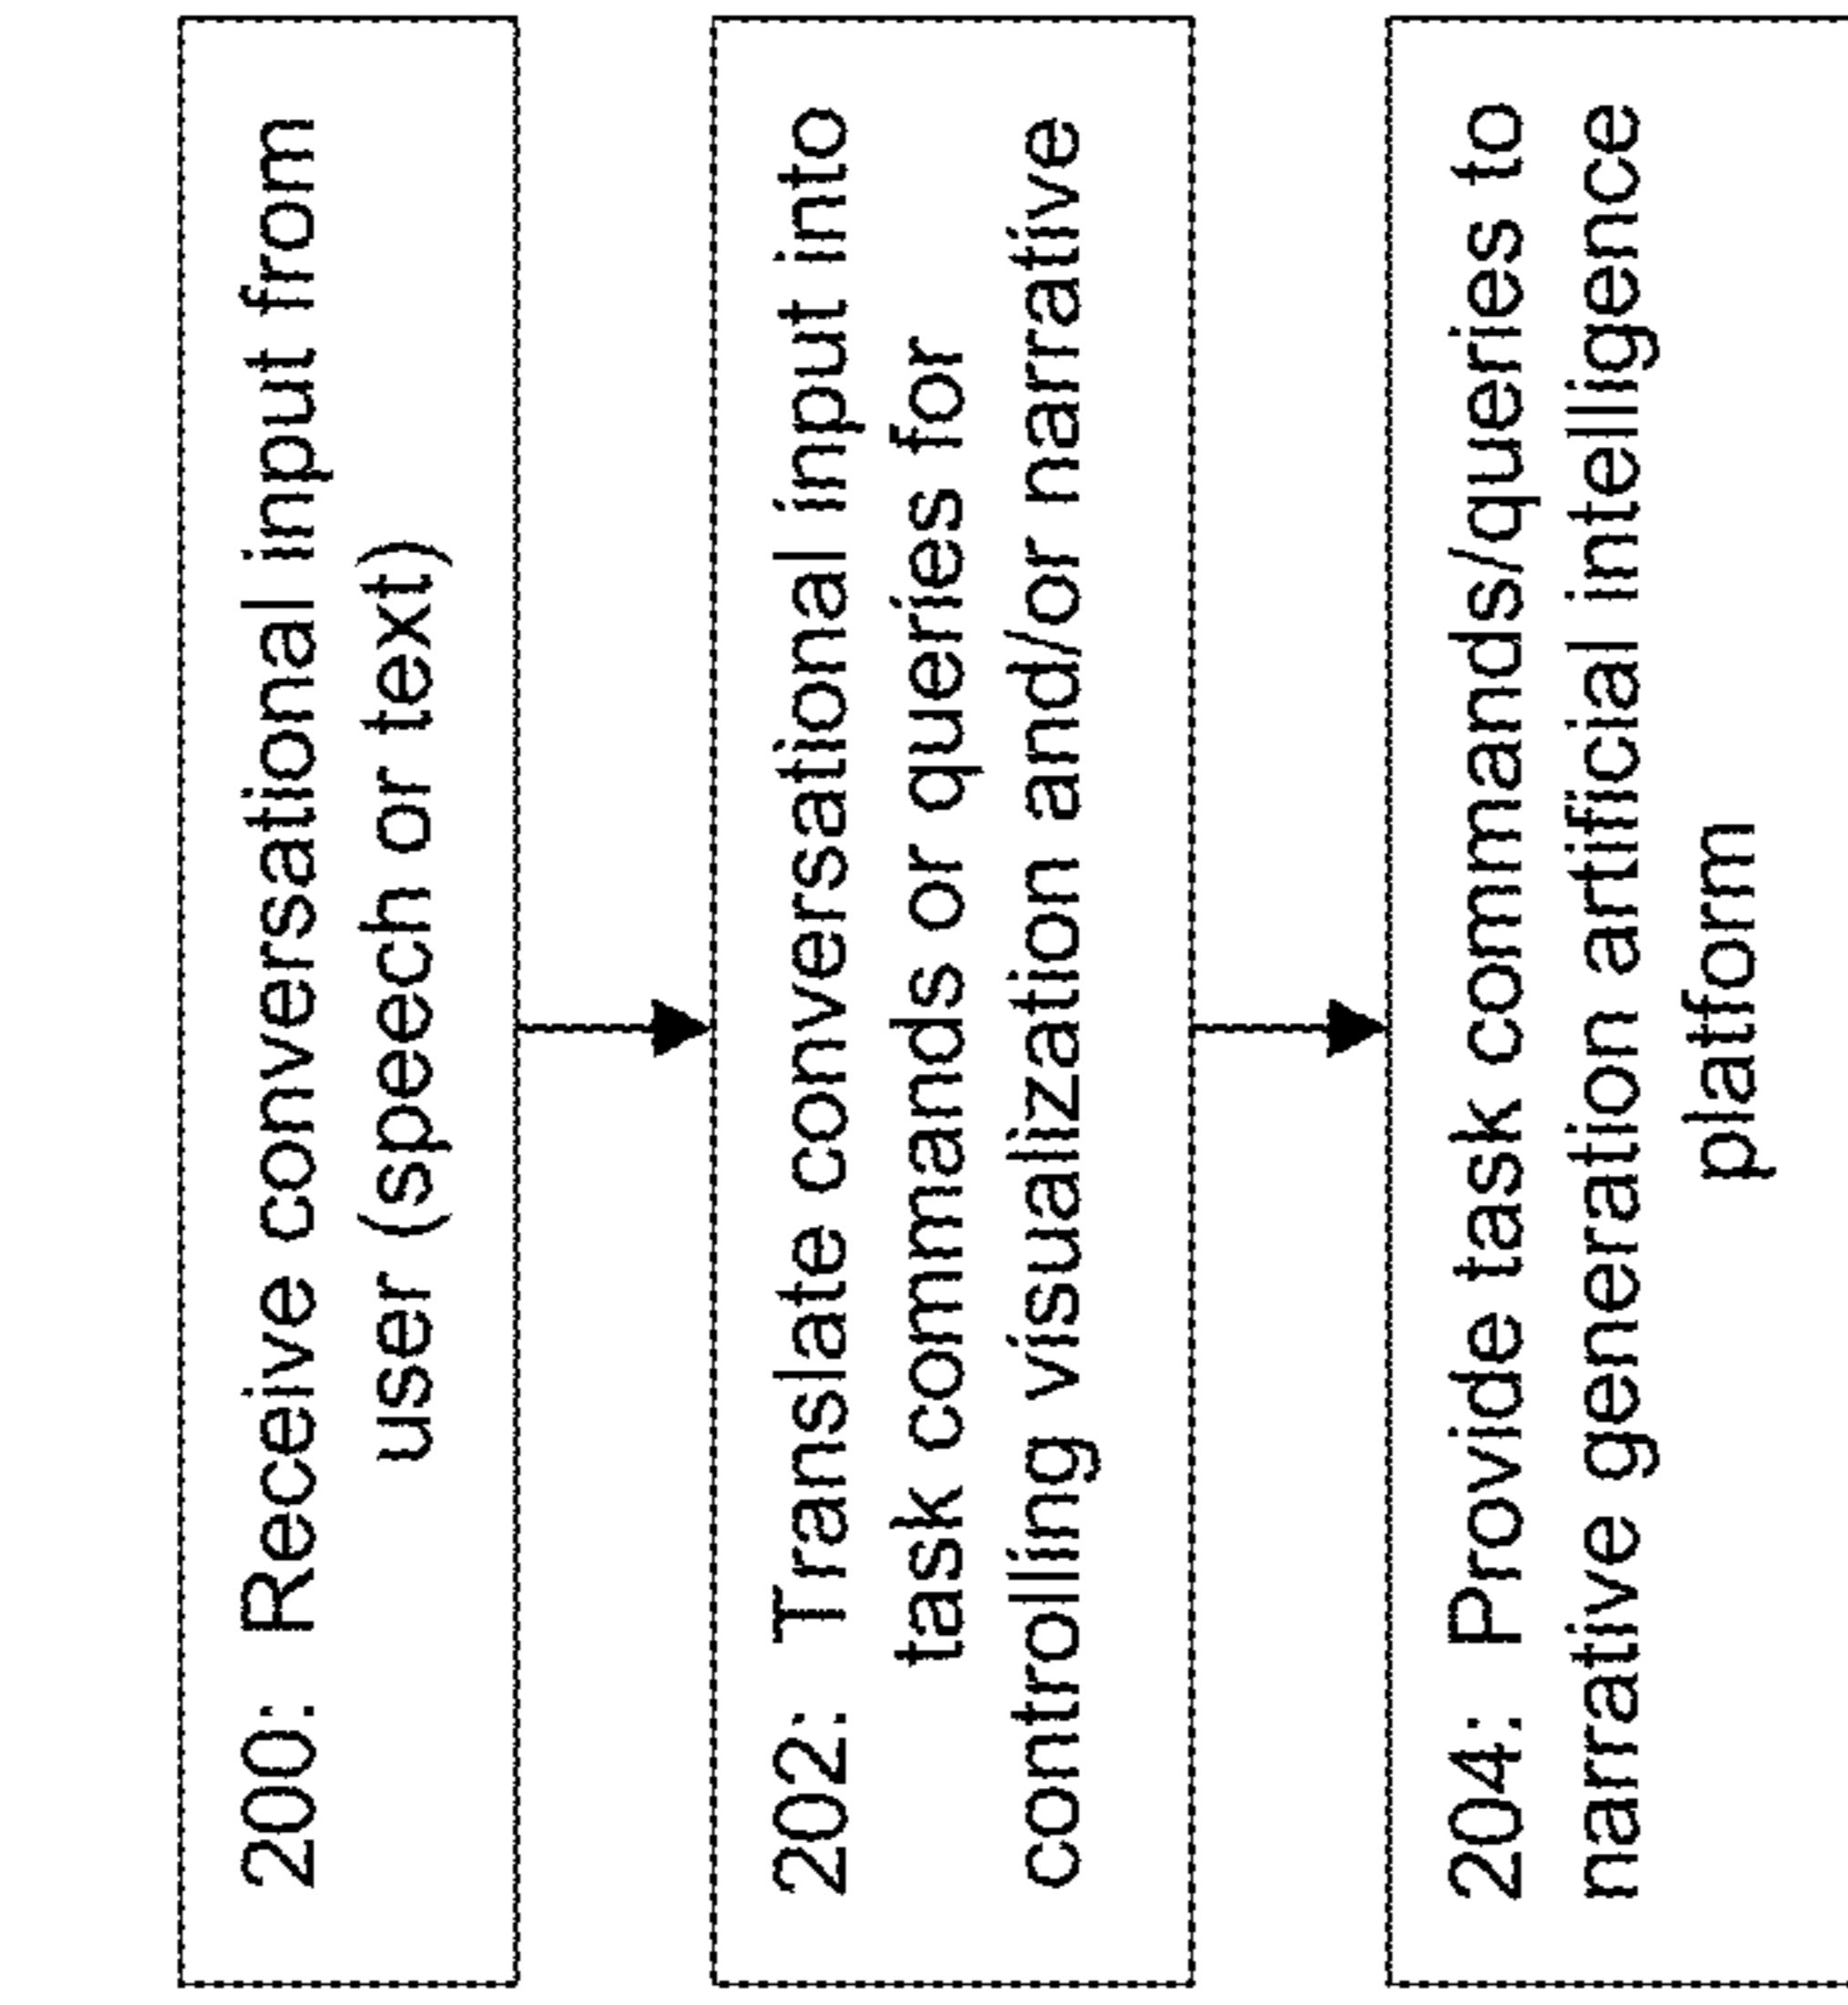 200: Receive conversational input from
user (speech or text)
202: Translate conversational input into
task commands or queries for
controlling visualization and/or narrative
204: Provide task commands/queries to
narrative generation artificial intelligence
platform